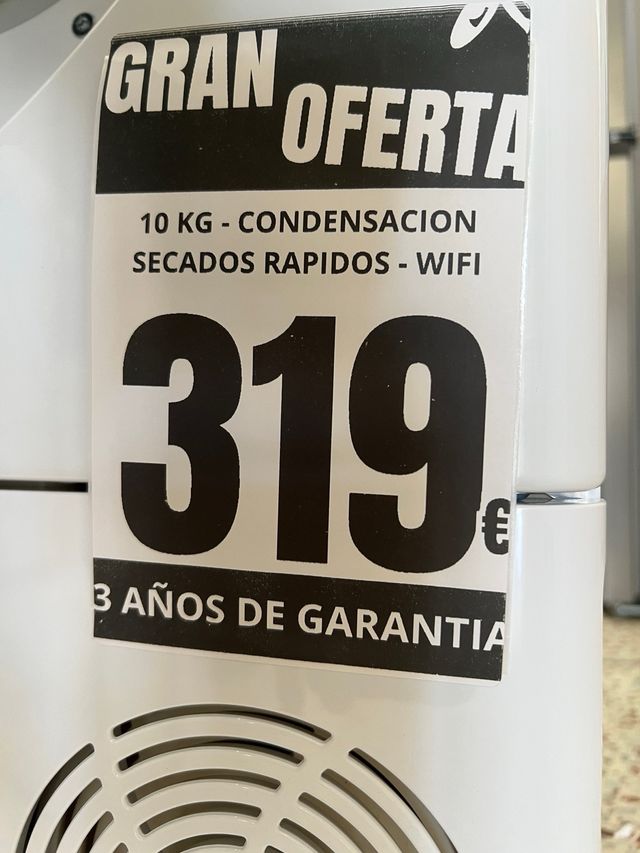 GRAN
OFERTA
10 KG - CONDENSACION
SECADOS RAPIDOS - WIFI
319€
3 AÑOS DE GARANTIA